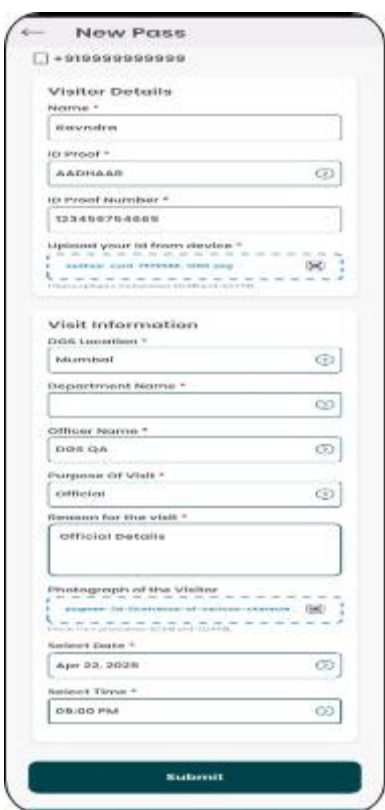 New Pass
+919999999999
Visitor Details
Name *
Ravndra
ID Proof *
AADHAAR
ID Proof Number *
Upload your id from device *
Visit Information
DGS Location *
Mumbai
Department Name *
Officer Name *
DGS QA
Purpose Of Visit *
Official
Reason for the visit *
Official Details
Photograph of the Visitor
Select Date *
Apr 22, 2025
Select Time *
05:00 PM
Submit